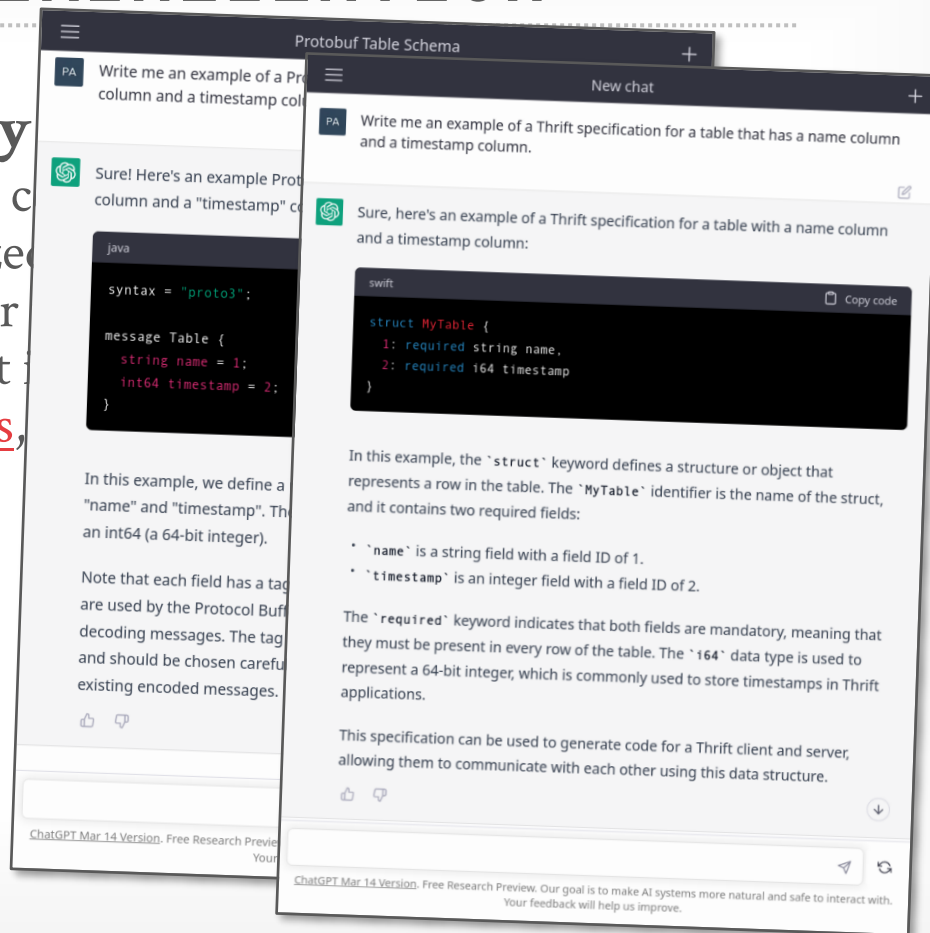 y
c
r
t i
s,
Protobuf Table Schema
PA
Write me an example of a Pro
column and a timestamp colu
Sure! Here's an example Prot
column and a "timestamp" co
java
syntax = "proto3";
message Table {
string name = 1;
int64 timestamp = 2;
}
In this example, we define a
"name" and "timestamp". The
an int64 (a 64-bit integer).
Note that each field has a tag
are used by the Protocol Buff
decoding messages. The tag
and should be chosen carefu
existing encoded messages.
ChatGPT Mar 14 Version. Free Research Previe
Your
New chat
PA
Write me an example of a Thrift specification for a table that has a name column
and a timestamp column.
Sure, here's an example of a Thrift specification for a table with a name column
and a timestamp column:
swift
Copy code
struct MyTable {
1: required string name,
2: required i64 timestamp
}
In this example, the `struct` keyword defines a structure or object that
represents a row in the table. The `MyTable` identifier is the name of the struct,
and it contains two required fields:
• `name` is a string field with a field ID of 1.
• `timestamp` is an integer field with a field ID of 2.
The `required` keyword indicates that both fields are mandatory, meaning that
they must be present in every row of the table. The `i64` data type is used to
represent a 64-bit integer, which is commonly used to store timestamps in Thrift
applications.
This specification can be used to generate code for a Thrift client and server,
allowing them to communicate with each other using this data structure.
ChatGPT Mar 14 Version. Free Research Preview. Our goal is to make AI systems more natural and safe to interact with.
Your feedback will help us improve.